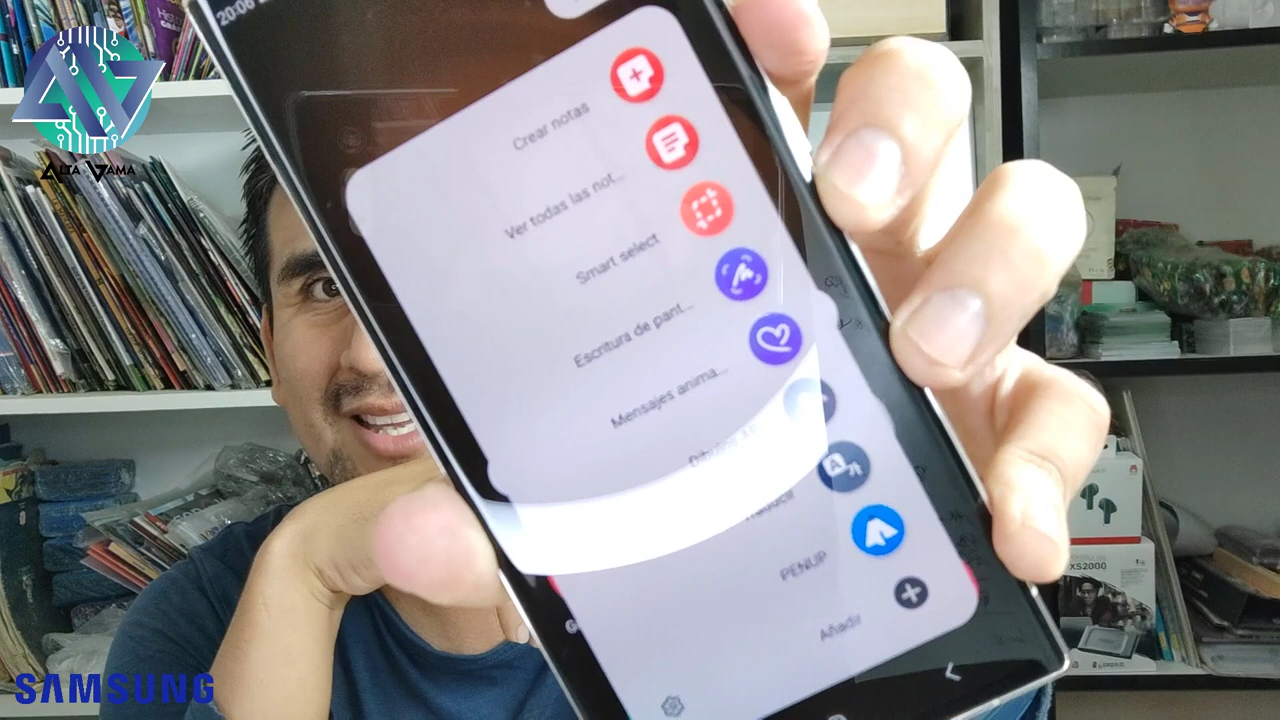 20:06
ALTA GAMA
Crear notas
Ver todas las not...
Smart select
Escritura de pant...
Mensajes anima...
PENUP
Añadir
XS2000
SAMSUNG